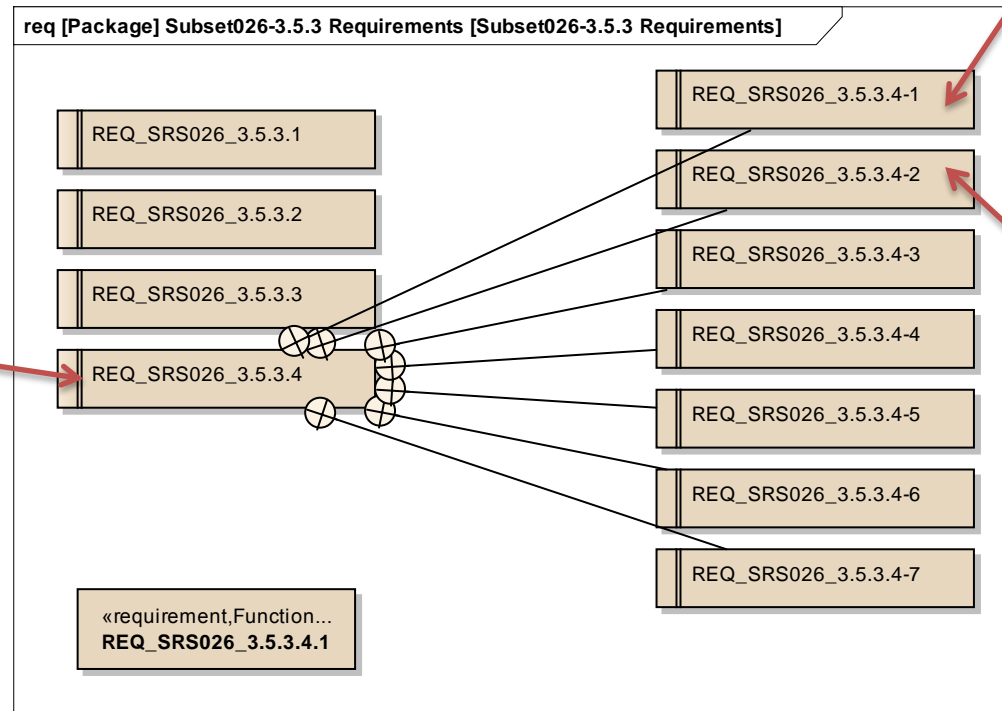 req [Package] Subset026-3.5.3 Requirements [Subset026-3.5.3 Requirements]
REQ_SRS026_3.5.3.1
REQ_SRS026_3.5.3.2
REQ_SRS026_3.5.3.3
REQ_SRS026_3.5.3.4
«requirement,Function...
REQ_SRS026_3.5.3.4.1
REQ_SRS026_3.5.3.4-1
REQ_SRS026_3.5.3.4-2
REQ_SRS026_3.5.3.4-3
REQ_SRS026_3.5.3.4-4
REQ_SRS026_3.5.3.4-5
REQ_SRS026_3.5.3.4-6
REQ_SRS026_3.5.3.4-7